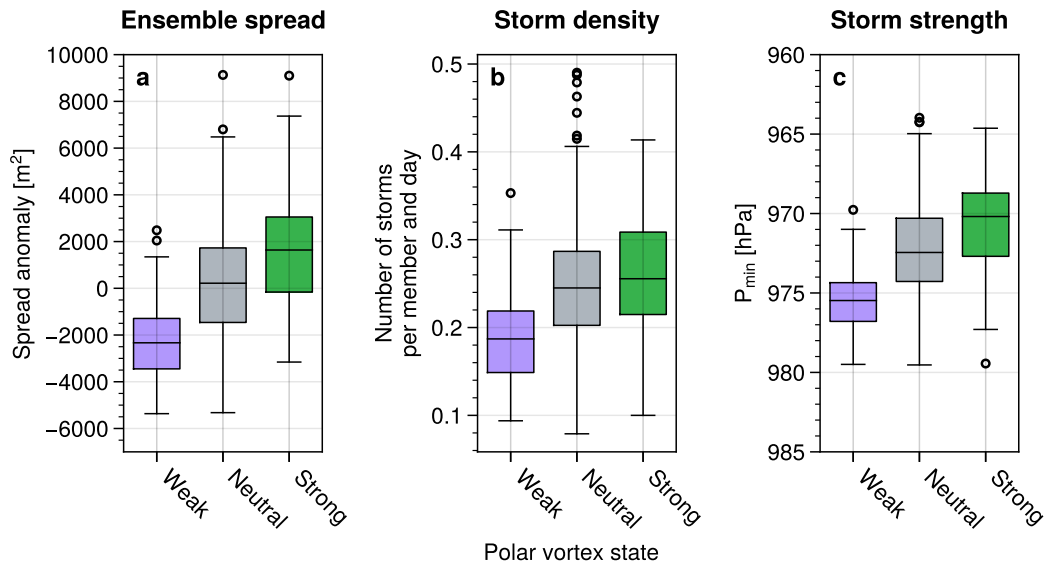 Ensemble spread
Storm density
Storm strength
a
b
c
Spread anomaly [m²]
10000
8000
6000
4000
2000
0
−2000
−4000
−6000
Weak
Neutral
Strong
Number of storms
per member and day
0.5
0.4
0.3
0.2
0.1
Weak
Neutral
Strong
Pmin [hPa]
960
965
970
975
980
985
Weak
Neutral
Strong
Polar vortex state